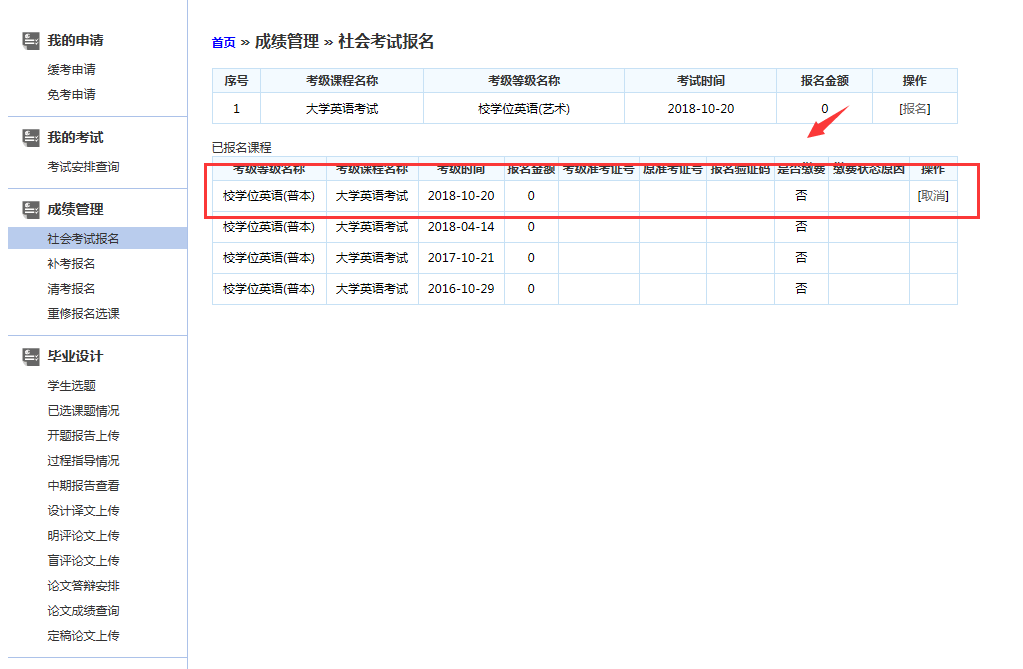 我的申请
缓考申请
免考申请
我的考试
考试安排查询
成绩管理
社会考试报名
补考报名
清考报名
重修报名选课
毕业设计
学生选题
已选课题情况
开题报告上传
过程指导情况
中期报告查看
设计译文上传
明评论文上传
盲评论文上传
论文答辩安排
论文成绩查询
定稿论文上传
首页 » 成绩管理 » 社会考试报名
序号 考级课程名称 考级等级名称 考试时间 报名金额 操作
1 大学英语考试 校学位英语(艺术) 2018-10-20 0 [报名]
已报名课程
考级等级名称 考级课程名称 考级时间 报名金额 考级准考证号 原准考证号 报名验证码 是否缴费 缴费状态原因 操作
校学位英语(普本) 大学英语考试 2018-10-20 0 否 [取消]
校学位英语(普本) 大学英语考试 2018-04-14 0 否
校学位英语(普本) 大学英语考试 2017-10-21 0 否
校学位英语(普本) 大学英语考试 2016-10-29 0 否